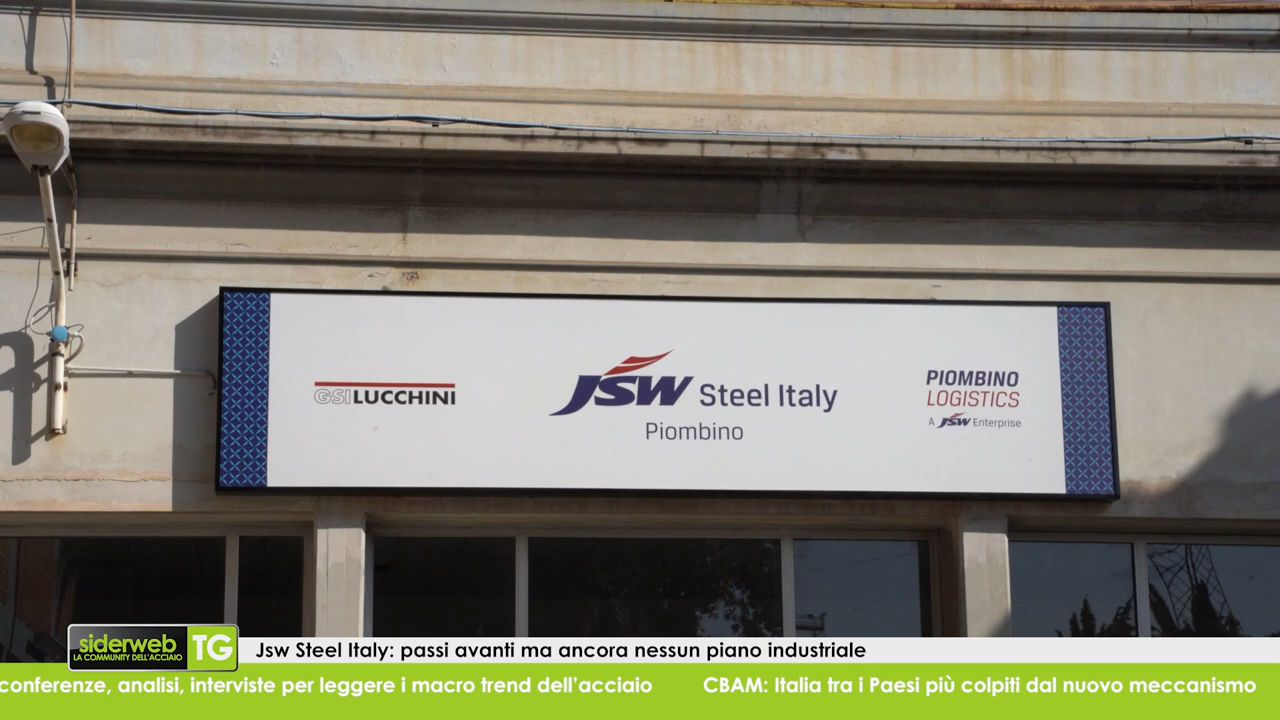 GSI LUCCHINI
JSW Steel Italy
Piombino
PIOMBINO
LOGISTICS
A JSW Enterprise
siderweb TG
LA COMMUNITY DELL'ACCIAIO
Jsw Steel Italy: passi avanti ma ancora nessun piano industriale
conferenze, analisi, interviste per leggere i macro trend dell'acciaio CBAM: Italia tra i Paesi più colpiti dal nuovo meccanismo